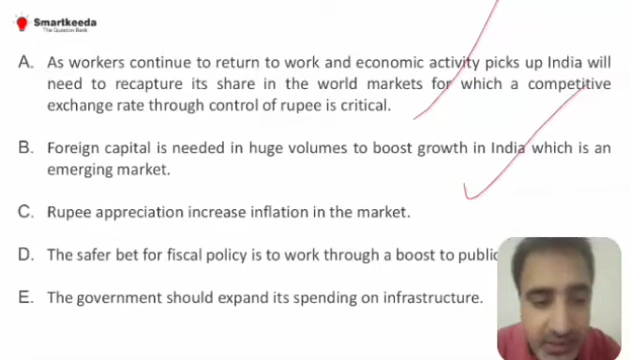 Smartkeeda
The Question Bank
A. As workers continue to return to work and economic activity picks up India will
need to recapture its share in the world markets for which a competitive
exchange rate through control of rupee is critical.
B. Foreign capital is needed in huge volumes to boost growth in India which is an
emerging market.
C. Rupee appreciation increase inflation in the market.
D. The safer bet for fiscal policy is to work through a boost to public
E. The government should expand its spending on infrastructure.